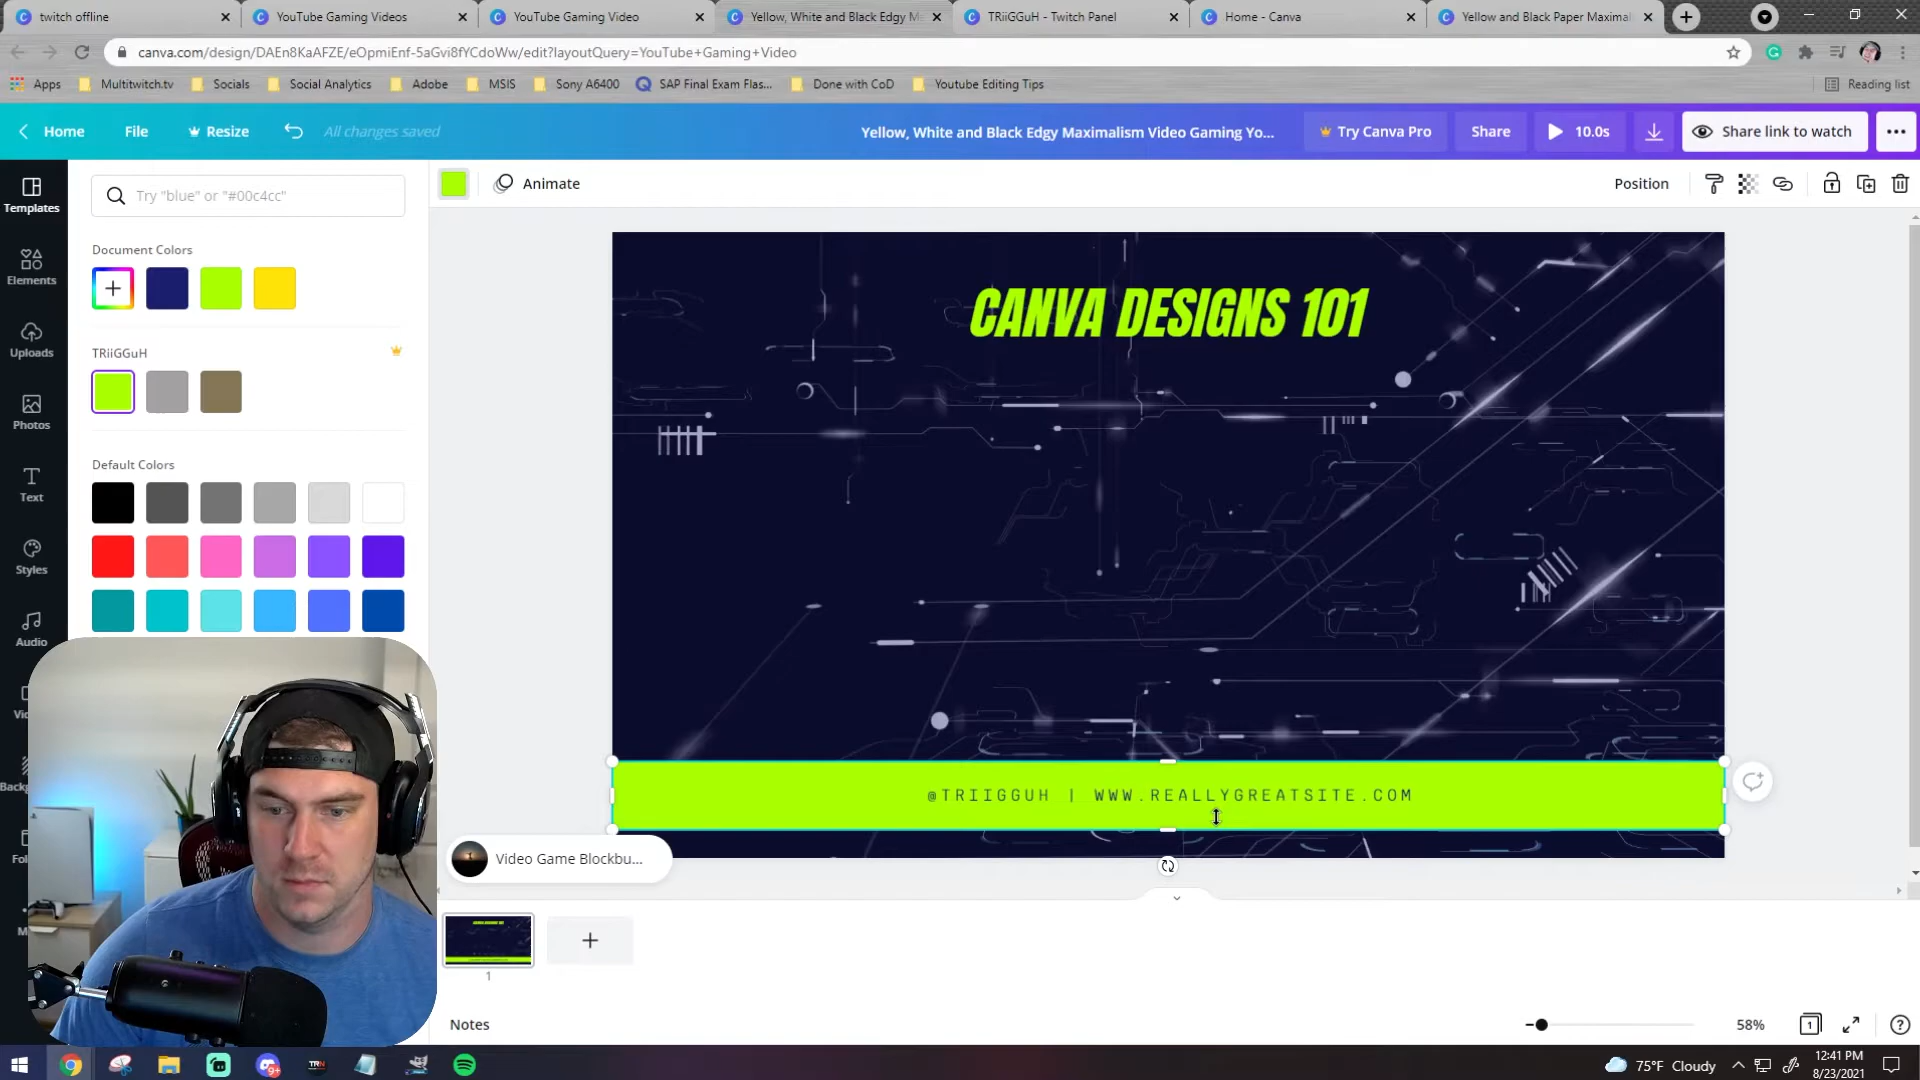 twitch offline
YouTube Gaming Videos
YouTube Gaming Video
Yellow, White and Black Edgy M
TRiiGGuH - Twitch Panel
Home - Canva
Yellow and Black Paper Maximal
canva.com/design/DAEn8KaAFZE/eOpmiEnf-5aGvi8fYCdoWw/edit?layoutQuery=YouTube+Gaming+Video
Apps
Multitwitch.tv
Socials
Social Analytics
Adobe
MSIS
Sony A6400
SAP Final Exam Flas...
Done with CoD
Youtube Editing Tips
Reading list
Home
File
Resize
All changes saved
Yellow, White and Black Edgy Maximalism Video Gaming Yo...
Try Canva Pro
Share
10.0s
Share link to watch
Templates
Try "blue" or "#00c4cc"
Animate
Position
Document Colors
Elements
TRiiGGuH
Uploads
Photos
Default Colors
Text
Styles
Audio
CANVA DESIGNS 101
@TRIIGGUH | WWW.REALLYGREATSITE.COM
Video Game Blockbu...
1
Notes
58%
1
9+
TRN
75°F Cloudy
12:41 PM
8/23/2021